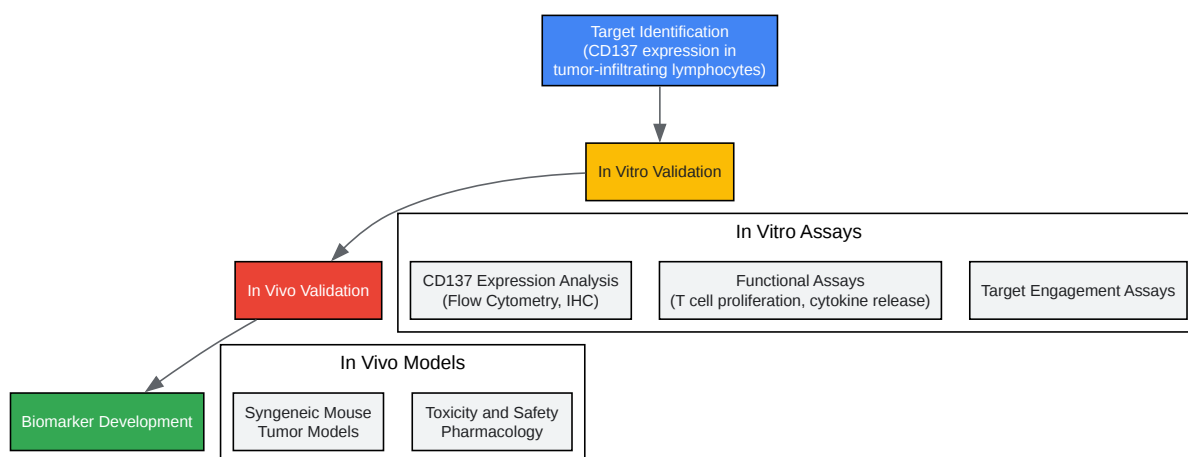 Target Identification
(CD137 expression in
tumor-infiltrating lymphocytes)
In Vitro Validation
In Vitro Assays
In Vivo Validation
CD137 Expression Analysis
(Flow Cytometry, IHC)
Functional Assays
(T cell proliferation, cytokine release)
Target Engagement Assays
In Vivo Models
Biomarker Development
Syngeneic Mouse
Tumor Models
Toxicity and Safety
Pharmacology